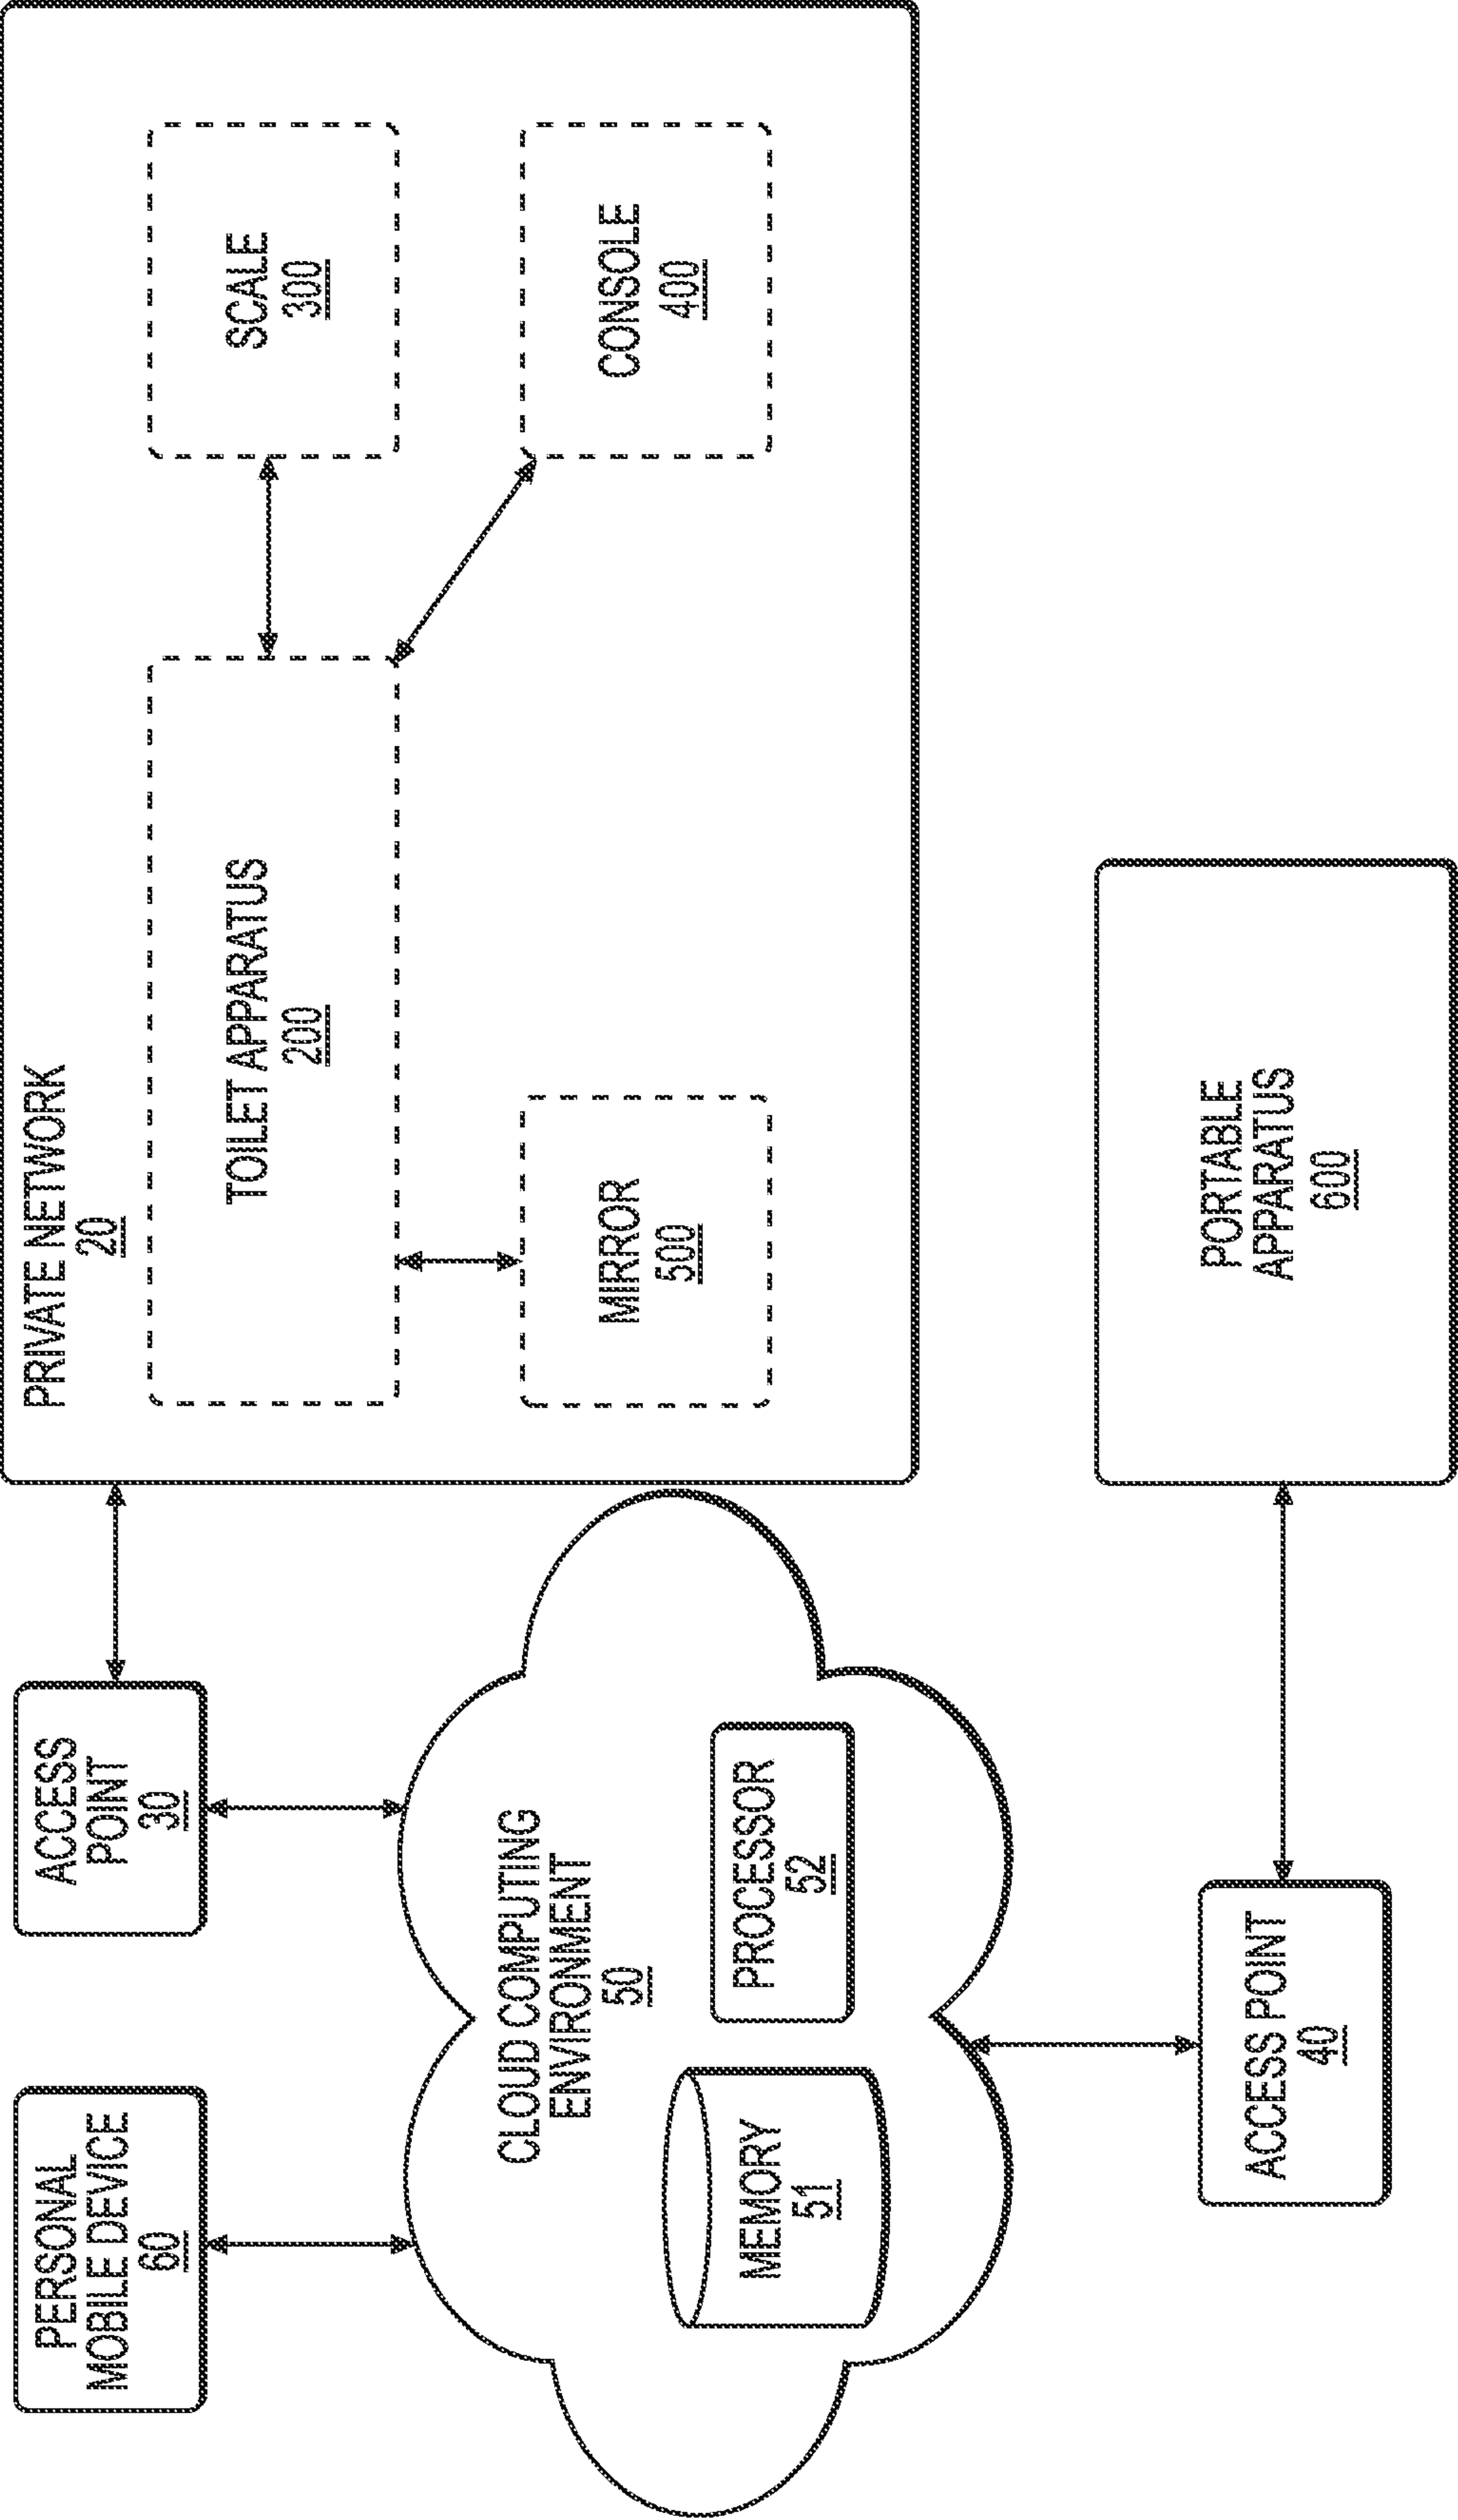 PERSONAL
MOBILE DEVICE
60
ACCESS
POINT
30
PRIVATE NETWORK
20
TOILET APPARATUS
200
SCALE
300
MIRROR
500
CONSOLE
400
CLOUD COMPUTING
ENVIRONMENT
50
MEMORY
51
PROCESSOR
52
ACCESS POINT
40
PORTABLE
APPARATUS
600